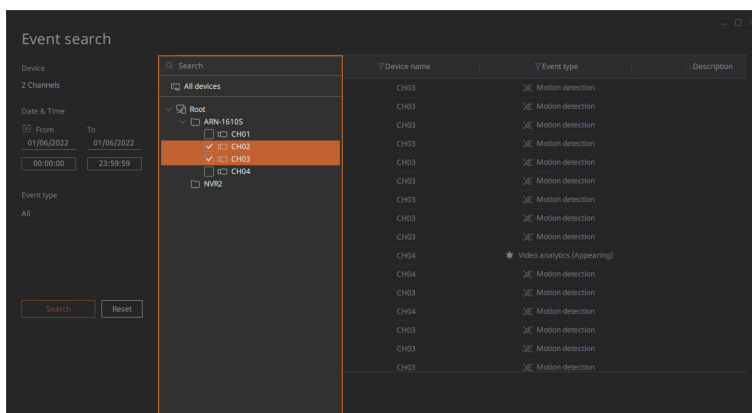 Event search
Device
2 Channels
Date & Time
From To
01/06/2022 01/06/2022
00:00:00 23:59:59
Event type
All
Search Reset
Search
All devices
Root
ARN-1610S
CH01
CH02
CH03
CH04
NVR2
Device name Event type Description
CH03 Motion detection
CH03 Motion detection
CH03 Motion detection
CH03 Motion detection
CH03 Motion detection
CH03 Motion detection
CH03 Motion detection
CH03 Motion detection
CH03 Motion detection
CH04 Video analytics (Appearing)
CH04 Motion detection
CH03 Motion detection
CH04 Motion detection
CH03 Motion detection
CH03 Motion detection
CH03 Motion detection